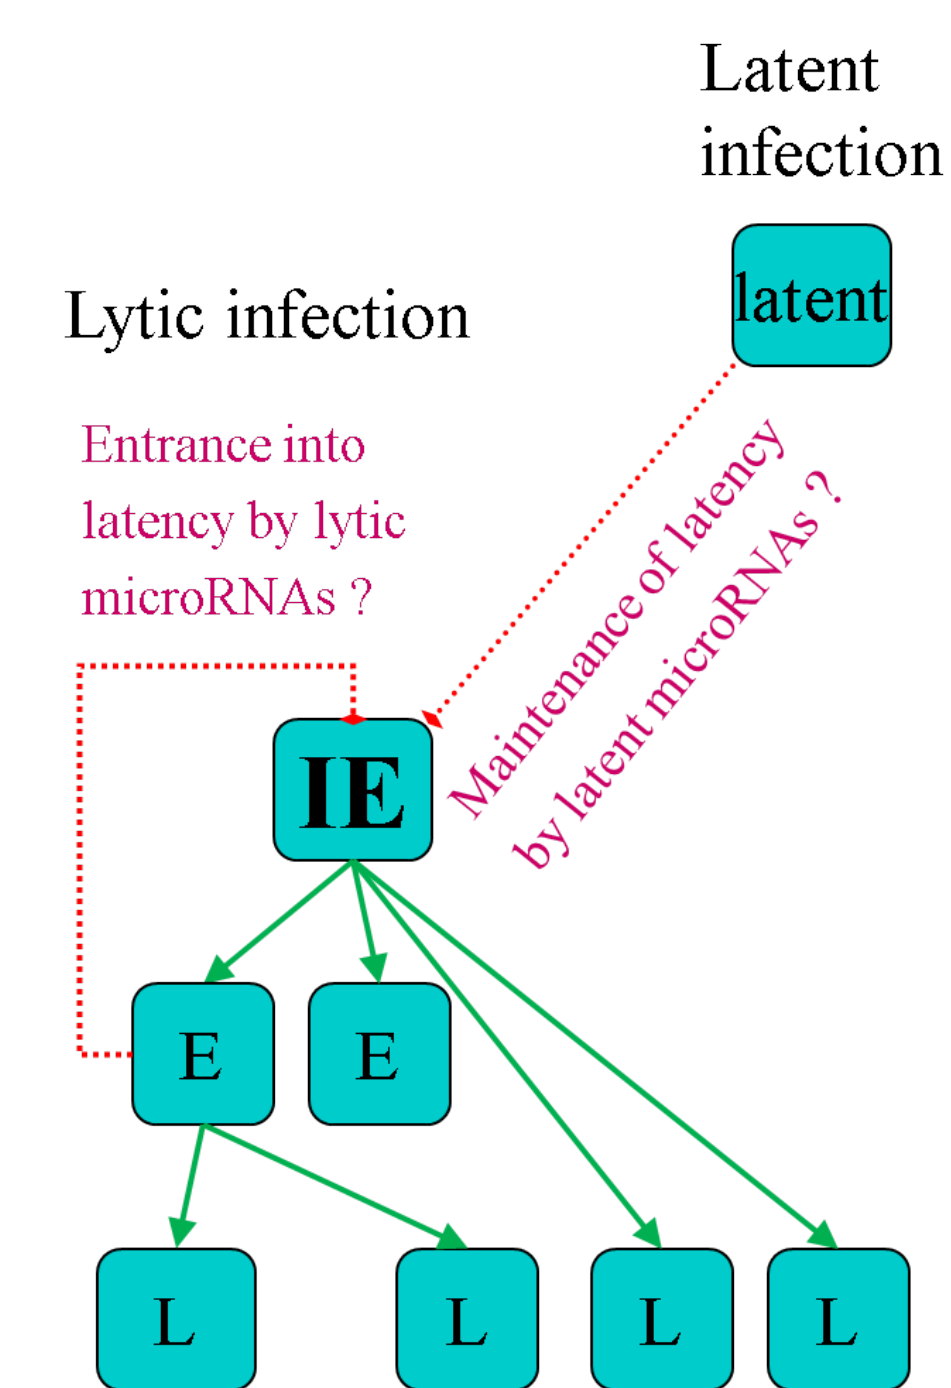 Latent
infection
latent
Lytic infection
Entrance into
latency by lytic
microRNAs ?
Maintenance of latency
by latent microRNAs ?
IE
E
E
L
L
L
L